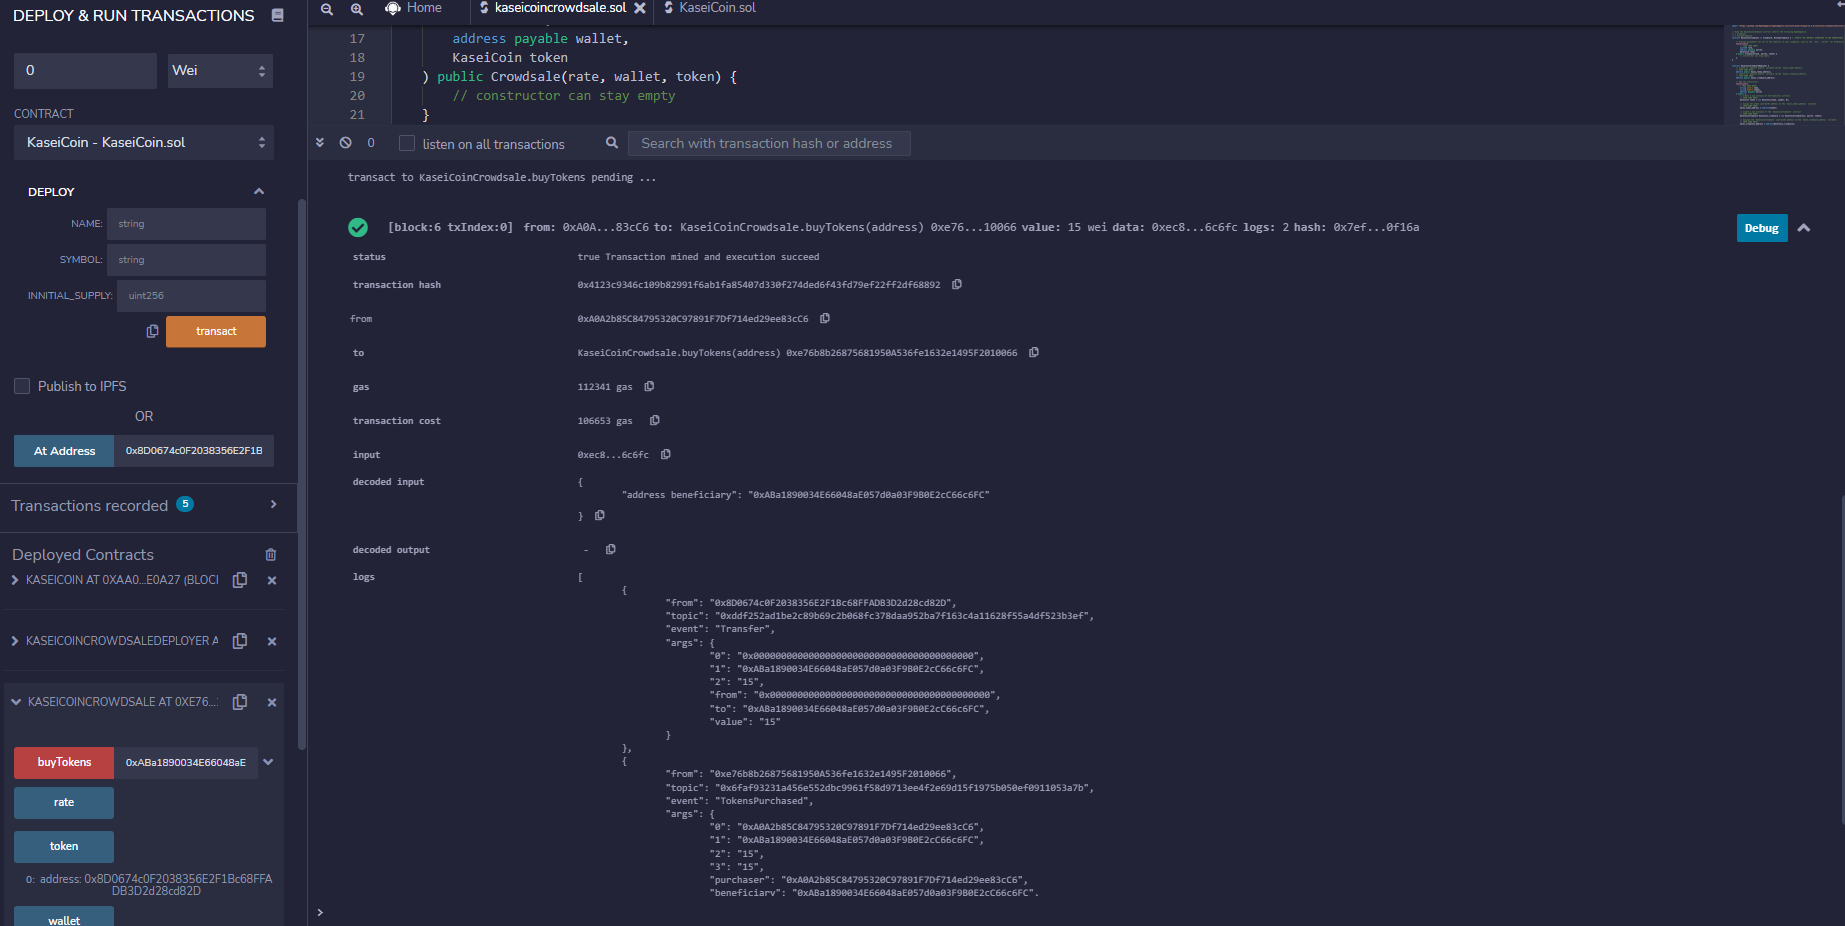 DEPLOY & RUN TRANSACTIONS
0
Wei
CONTRACT
KaseiCoin - KaseiCoin.sol
DEPLOY
NAME: string
SYMBOL: string
INNITIAL_SUPPLY: uint256
transact
Publish to IPFS
OR
At Address 0x8D0674c0F2038356E2F1B
Transactions recorded 5
Deployed Contracts
KASEICOIN AT 0XAA0...E0A27 (BLOCI
KASEICOINCROWDSALEDEPLOYER A
KASEICOINCROWDSALE AT 0XE76...
buyTokens 0xABa1890034E66048aE
rate
token
0: address: 0x8D0674c0F2038356E2F1Bc68FFA
DB3D2d28cd82D
wallet
Home kaseicoincrowdsale.sol KaseiCoin.sol
17 address payable wallet,
18 KaseiCoin token
19 ) public Crowdsale(rate, wallet, token) {
20 // constructor can stay empty
21 }
0 listen on all transactions Search with transaction hash or address
transact to KaseiCoinCrowdsale.buyTokens pending ...
[block:6 txIndex:0] from: 0xA0A...83cC6 to: KaseiCoinCrowdsale.buyTokens(address) 0xe76...10066 value: 15 wei data: 0xec8...6c6fc logs: 2 hash: 0x7ef...0f16a Debug
status true Transaction mined and execution succeed
transaction hash 0x4123c9346c109b82991f6ab1fa85407d330f274ded6f43fd79ef22ff2df68892
from 0xA0A2b85C84795320C97891F7Df714ed29ee83cC6
to KaseiCoinCrowdsale.buyTokens(address) 0xe76b8b26875681950A536fe1632e1495F2010066
gas 112341 gas
transaction cost 106653 gas
input 0xec8...6c6fc
decoded input {
"address beneficiary": "0xABa1890034E66048aE057d0a03F9B0E2cC66c6FC"
}
decoded output -
logs [
{
"from": "0x8D0674c0F2038356E2F1Bc68FFADB3D2d28cd82D",
"topic": "0xddf252ad1be2c89b69c2b068fc378daa952ba7f163c4a11628f55a4df523b3ef",
"event": "Transfer",
"args": {
"0": "0x0000000000000000000000000000000000000000",
"1": "0xABa1890034E66048aE057d0a03F9B0E2cC66c6FC",
"2": "15",
"from": "0x0000000000000000000000000000000000000000",
"to": "0xABa1890034E66048aE057d0a03F9B0E2cC66c6FC",
"value": "15"
}
},
{
"from": "0xe76b8b26875681950A536fe1632e1495F2010066",
"topic": "0x6faf93231a456e552dbc9961f58d9713ee4f2e69d15f1975b050ef0911053a7b",
"event": "TokensPurchased",
"args": {
"0": "0xA0A2b85C84795320C97891F7Df714ed29ee83cC6",
"1": "0xABa1890034E66048aE057d0a03F9B0E2cC66c6FC",
"2": "15",
"3": "15",
"purchaser": "0xA0A2b85C84795320C97891F7Df714ed29ee83cC6",
"beneficiary": "0xABa1890034E66048aE057d0a03F9B0E2cC66c6FC",
>